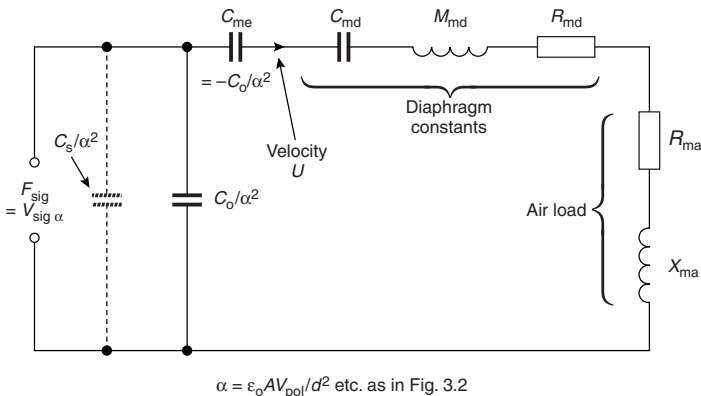 C_me
C_md
M_md
R_md
= –C_o/α²
Diaphragm
constants
C_s/α²
Velocity
U
R_ma
F_sig
= V_sig α
C_o/α²
Air load
X_ma
α = ε_oAV_pol/d² etc. as in Fig. 3.2